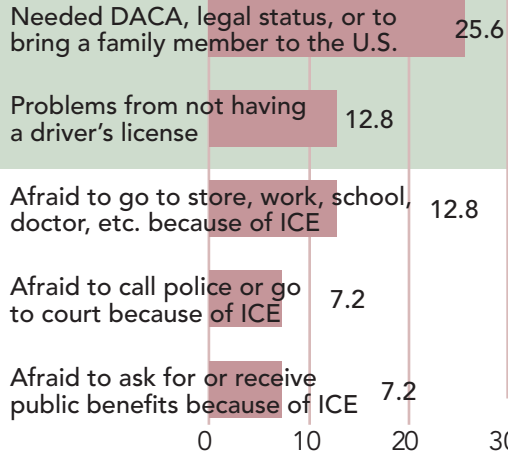 Needed DACA, legal status, or to
bring a family member to the U.S.
25.6
Problems from not having
a driver’s license
12.8
Afraid to go to store, work, school,
doctor, etc. because of ICE
12.8
Afraid to call police or go
to court because of ICE
7.2
Afraid to ask for or receive
public benefits because of ICE
7.2
0 10 20 30